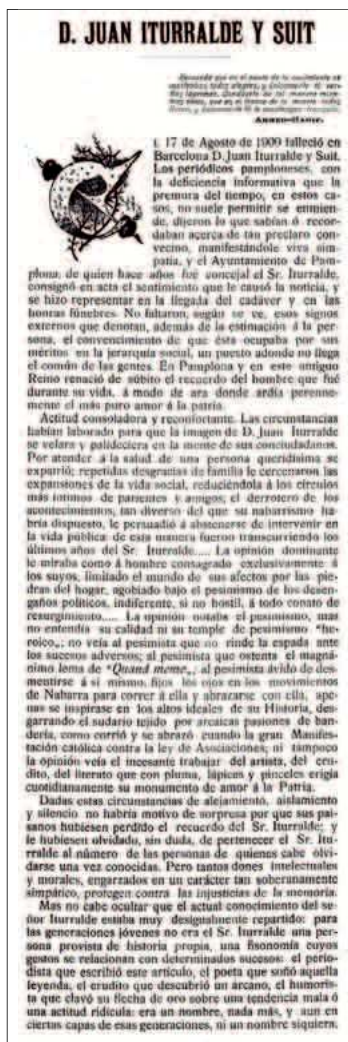 D. JUAN ITURRALDE Y SUIT
L 17 de Agosto de 1909 falleció en
Barcelona D. Juan Iturralde y Suit.
Los periódicos pamploneses, con
la deficiencia informativa que la
premura del tiempo, en estos ca-
sos, no suele permitir se enmien-
de, dijeron lo que sabían ó recor-
daban acerca de tan preclaro con-
vecino, manifestándole viva sim-
patía, y el Ayuntamiento de Pam-
plona, de quien hace años fué concejal el Sr. Iturralde,
consignó en acta el sentimiento que le causó la noticia, y
se hizo representar en la llegada del cadáver y en las
honras fúnebres. No faltaron, según se ve, esos signos
externos que denotan, además de la estimación á la per-
sona, el convencimiento de que ésta ocupaba por sus
méritos en la jerarquía social, un puesto adonde no llega
el común de las gentes. En Pamplona y en este antiguo
Reino renació de súbito el recuerdo del hombre que fué
durante su vida, á modo de ara donde ardía perenne-
mente el más puro amor á la patria.
Actitud consoladora y reconfortante. Las circunstancias
habían laborado para que la imagen de D. Juan Iturralde
se velara y palideciera en la mente de sus conciudadanos.
Por atender á la salud de una persona queridísima se
expatrió; repetidas desgracias de familia le cercenaron las
expansiones de la vida social, reduciéndola á los círculos
más íntimos de parientes y amigos; el derrotero de los
acontecimientos, tan diverso del que su nabarrismo ha-
bría dispuesto, le persuadió á abstenerse de intervenir en
la vida pública: de esta manera fueron transcurriendo los
últimos años del Sr. Iturralde..... La opinión dominante
le miraba como á hombre consagrado exclusivamente á
los suyos, limitado el mundo de sus afectos por las pie-
dras del hogar, agobiado bajo el pesimismo de los desen-
gaños políticos, indiferente, si no hostil, á todo conato de
resurgimiento..... La opinión notaba el pesimismo, mas
no entendía su calidad ni su temple de pesimismo "he-
roico„; no veía al pesimista que no rinde la espada ante
los sucesos adversos; al pesimista que ostenta el magná-
nimo lema de "Quand meme„; al pesimista ávido de des-
mentirse á sí mismo, fijos los ojos en los movimientos
de Nabarra para correr á ella y abrazarse con ella, ape-
nas se inspirase en los altos ideales de su Historia, des-
garrando el sudario tejido por arcaicas pasiones de ban-
dería, como corrió y se abrazó cuando la gran Manifes-
tación católica contra la ley de Asociaciones; ni tampoco
la opinión veía el incesante trabajar del artista, del eru-
dito, del literato que con pluma, lápices y pinceles erigía
cuotidianamente su monumento de amor á la Patria.
Dadas estas circunstancias de alejamiento, aislamiento
y silencio no habría motivo de sorpresa por que sus pai-
sanos hubiesen perdido el recuerdo del Sr. Iturralde; y
le hubiesen olvidado, sin duda, de pertenecer el Sr. Itu-
rralde al número de las personas de quienes cabe olvi-
darse una vez conocidas. Pero tantos dones intelectuales
y morales, engarzados en un carácter tan soberanamente
simpático, protegen contra las injusticias de la memoria.
Mas no cabe ocultar que el actual conocimiento del se-
ñor Iturralde estaba muy desigualmente repartido: para
las generaciones jóvenes no era el Sr. Iturralde una per-
sona provista de historia propia, una fisonomía cuyos
gestos se relacionan con determinados sucesos: el perio-
dista que escribió este artículo, el poeta que soñó aquella
leyenda, el erudito que descubrió un arcano, el humoris-
ta que clavó su flecha de oro sobre una tendencia mala ó
una actitud ridícula: era un nombre, nada más, y aun en
ciertas capas de esas generaciones, ni un nombre siquiera.